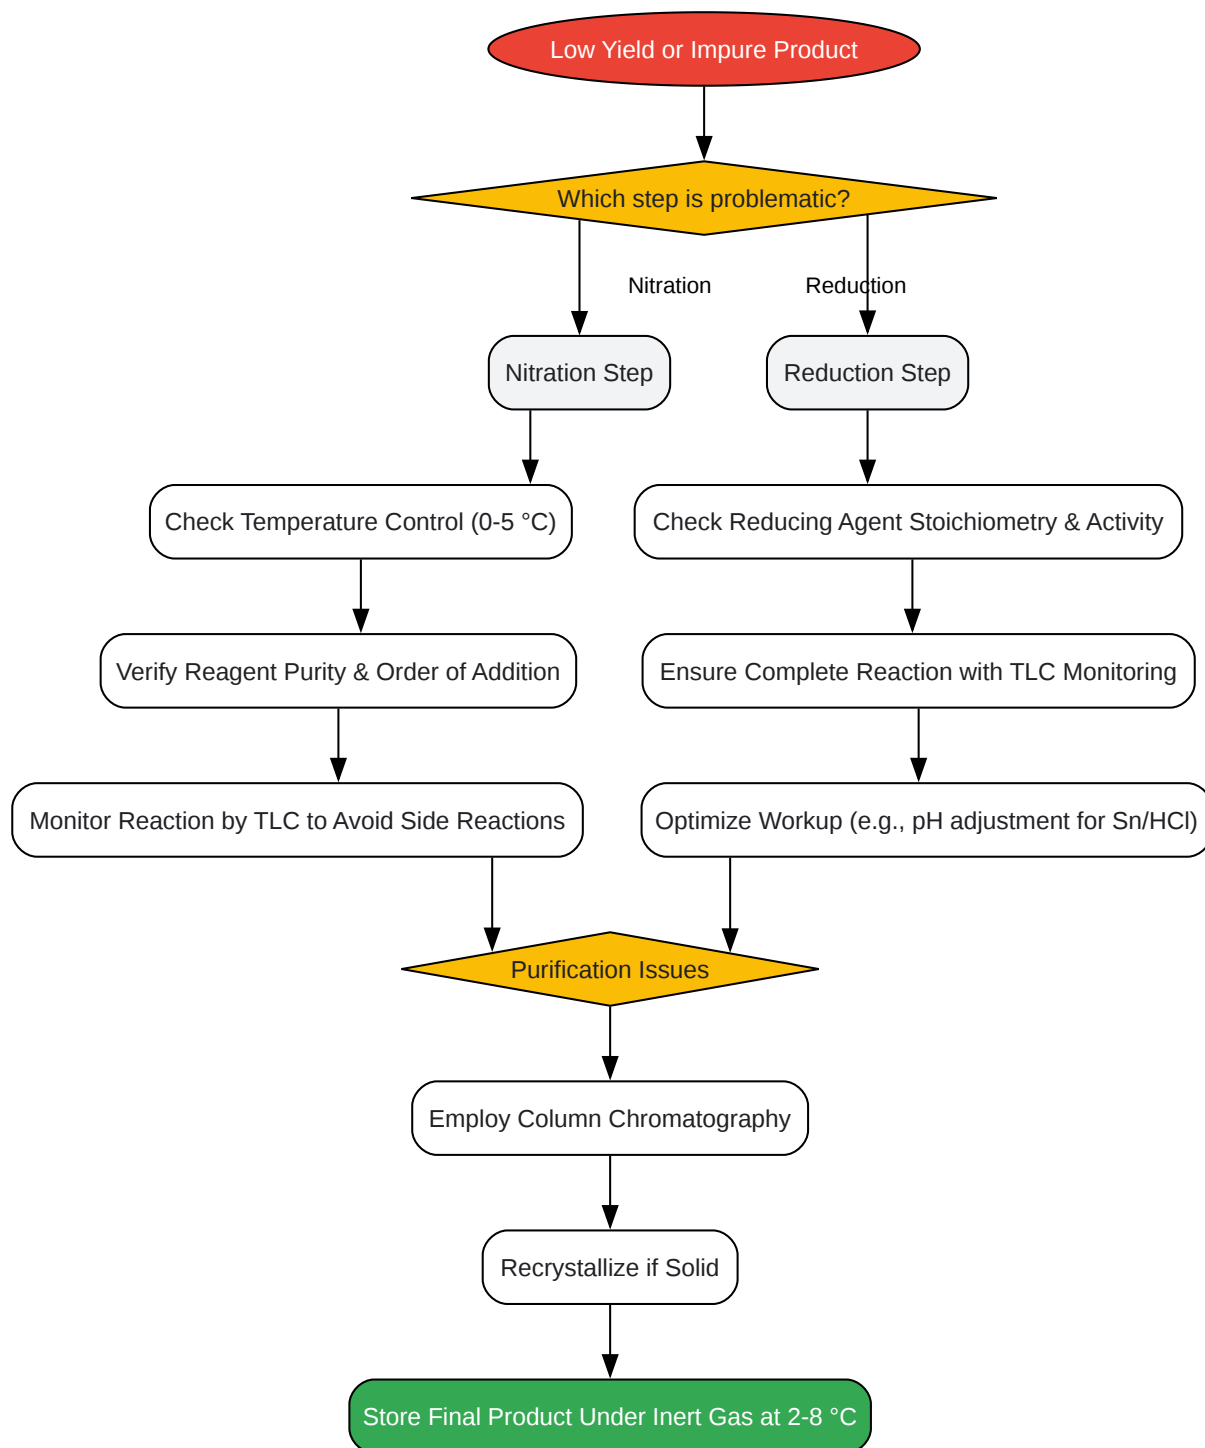 Low Yield or Impure Product
Which step is problematic?
Nitration
Reduction
Nitration Step
Reduction Step
Check Temperature Control (0-5 °C)
Check Reducing Agent Stoichiometry & Activity
Verify Reagent Purity & Order of Addition
Ensure Complete Reaction with TLC Monitoring
Monitor Reaction by TLC to Avoid Side Reactions
Optimize Workup (e.g., pH adjustment for Sn/HCl)
Purification Issues
Employ Column Chromatography
Recrystallize if Solid
Store Final Product Under Inert Gas at 2-8 °C